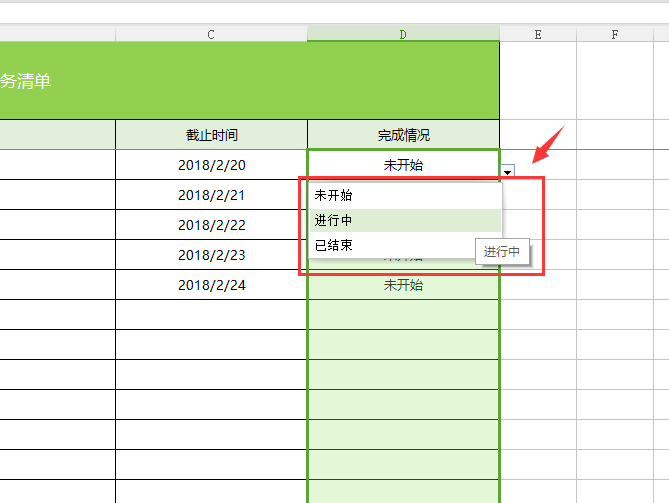 C D E F
务清单
截止时间 完成情况
2018/2/20 未开始
2018/2/21 未开始
2018/2/22 进行中
2018/2/23 已结束 进行中
2018/2/24 未开始